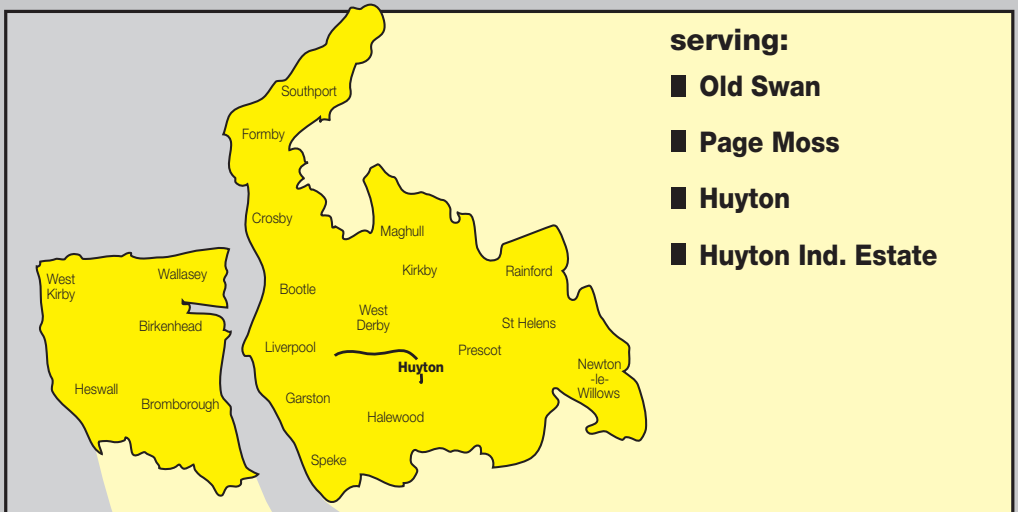 serving:
■ Old Swan
■ Page Moss
■ Huyton
■ Huyton Ind. Estate
Southport
Formby
Crosby
Maghull
Kirkby
Rainford
West
Kirby
Wallasey
Bootle
West
Derby
Birkenhead
St Helens
Liverpool
Prescot
Huyton
Newton
-le-
Willows
Heswall
Bromborough
Garston
Halewood
Speke